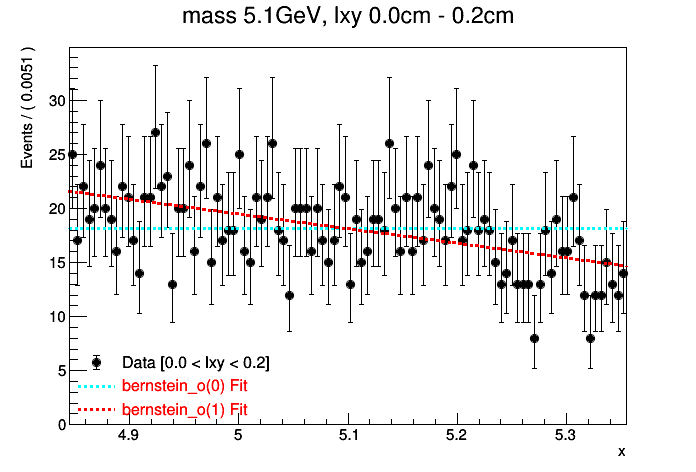 mass 5.1GeV, lxy 0.0cm - 0.2cm
Events / ( 0.0051 )
30
25
20
15
10
5
0
Data [0.0 < lxy < 0.2]
bernstein_o(0) Fit
bernstein_o(1) Fit
4.9 5 5.1 5.2 5.3
x